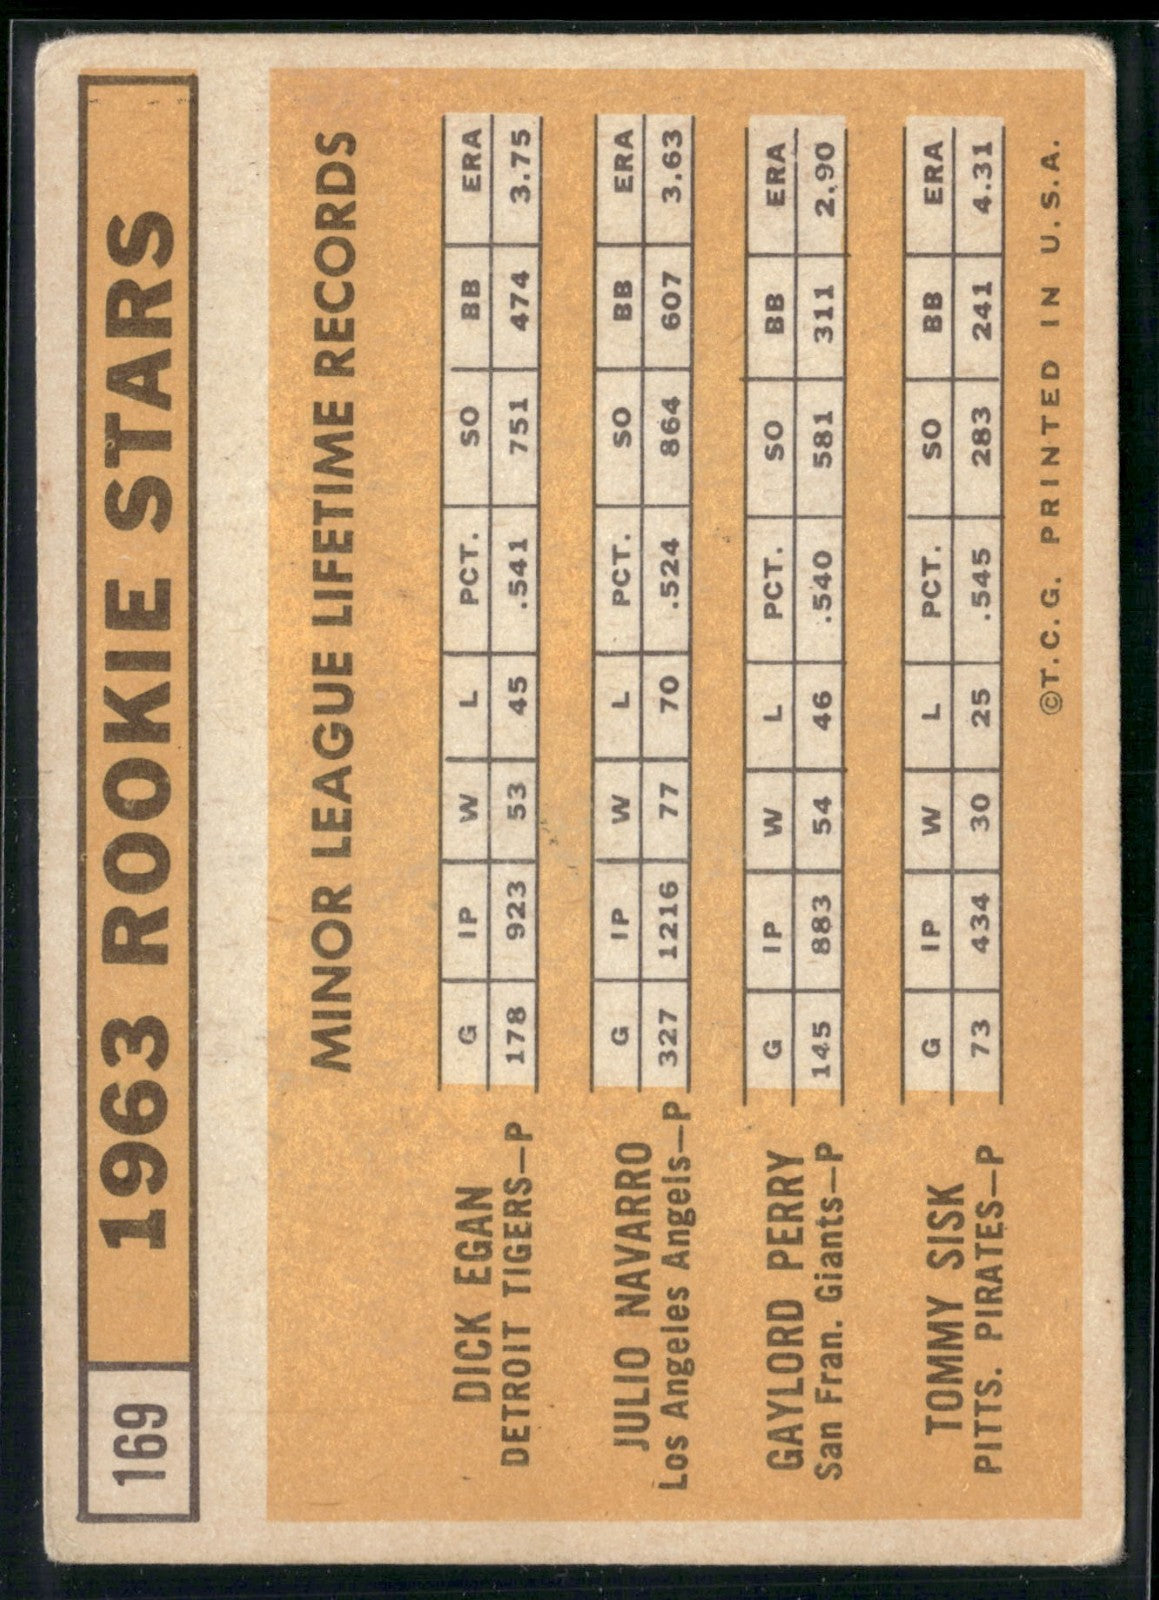 169 1963 ROOKIE STARS
MINOR LEAGUE LIFETIME RECORDS
G IP W L PCT. SO BB ERA
DICK EGAN
DETROIT TIGERS—P 178 923 53 45 .541 751 474 3.75
G IP W L PCT. SO BB ERA
JULIO NAVARRO
Los Angeles Angels—P 327 1216 77 70 .524 864 607 3.63
G IP W L PCT. SO BB ERA
GAYLORD PERRY
San Fran. Giants—P 145 883 54 46 .540 581 311 2.90
G IP W L PCT. SO BB ERA
TOMMY SISK
PITTS. PIRATES—P 73 434 30 25 .545 283 241 4.31
©T.C.G. PRINTED IN U.S.A.